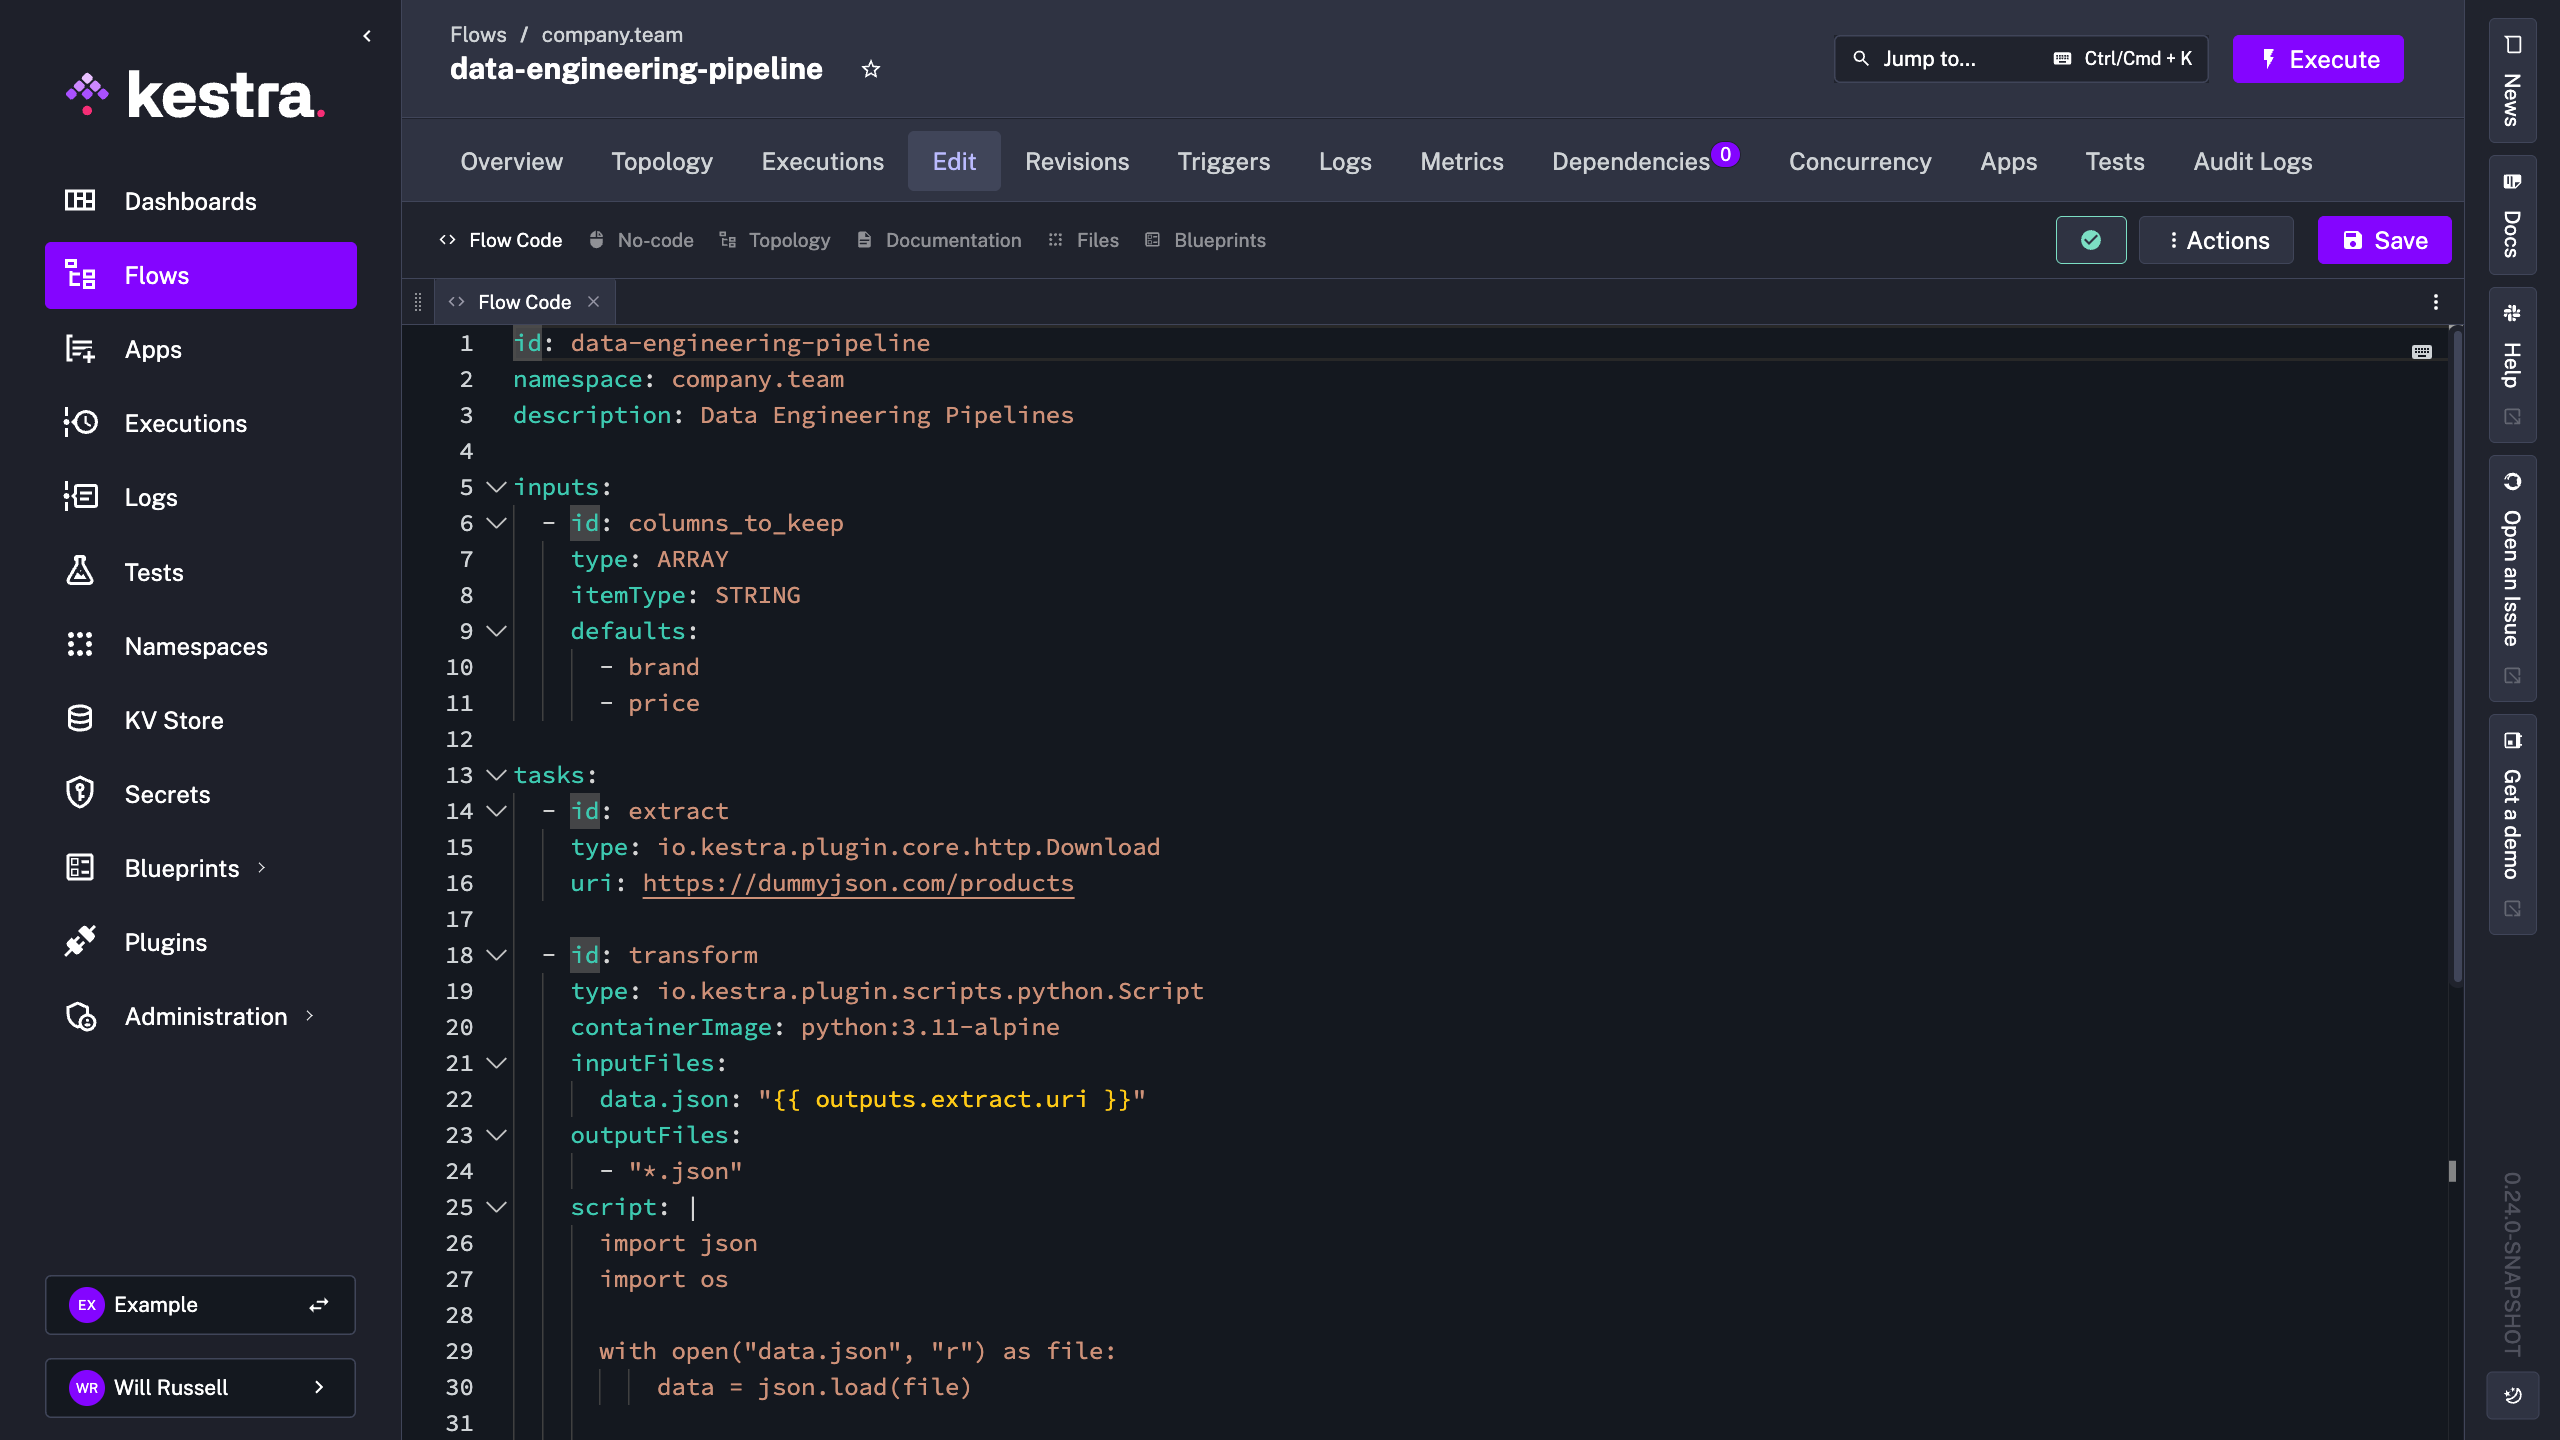 kestra.
Dashboards
Flows
Apps
Executions
Logs
Tests
Namespaces
KV Store
Secrets
Blueprints
Plugins
Administration
EX Example
WR Will Russell
Flows / company.team
data-engineering-pipeline
Jump to... Ctrl/Cmd + K
Execute
Overview Topology Executions Edit Revisions Triggers Logs Metrics Dependencies 0 Concurrency Apps Tests Audit Logs
Flow Code No-code Topology Documentation Files Blueprints
Actions Save
Flow Code
1 id: data-engineering-pipeline
2 namespace: company.team
3 description: Data Engineering Pipelines
4
5 inputs:
6 - id: columns_to_keep
7 type: ARRAY
8 itemType: STRING
9 defaults:
10 - brand
11 - price
12
13 tasks:
14 - id: extract
15 type: io.kestra.plugin.core.http.Download
16 uri: https://dummyjson.com/products
17
18 - id: transform
19 type: io.kestra.plugin.scripts.python.Script
20 containerImage: python:3.11-alpine
21 inputFiles:
22 data.json: "{{ outputs.extract.uri }}"
23 outputFiles:
24 - "*.json"
25 script: |
26 import json
27 import os
28
29 with open("data.json", "r") as file:
30 data = json.load(file)
31
News
Docs
Help
Open an Issue
Get a demo
0.24.0-SNAPSHOT